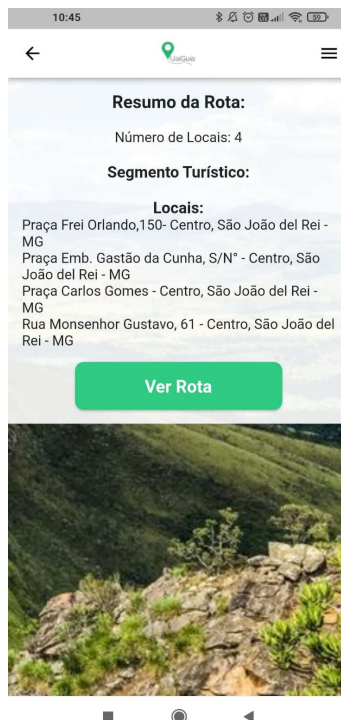 10:45
59
JáGuia
Resumo da Rota:
Número de Locais: 4
Segmento Turístico:
Locais:
Praça Frei Orlando,150- Centro, São João del Rei -
MG
Praça Emb. Gastão da Cunha, S/N° - Centro, São
João del Rei - MG
Praça Carlos Gomes - Centro, São João del Rei -
MG
Rua Monsenhor Gustavo, 61 - Centro, São João del
Rei - MG
Ver Rota